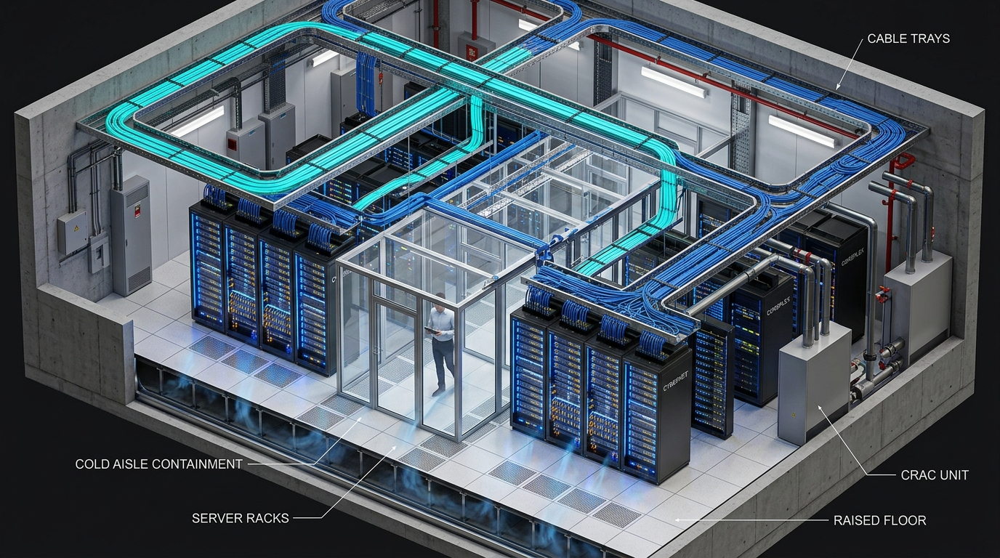 CABLE TRAYS
COLD AISLE CONTAINMENT
CRAC UNIT
SERVER RACKS
RAISED FLOOR